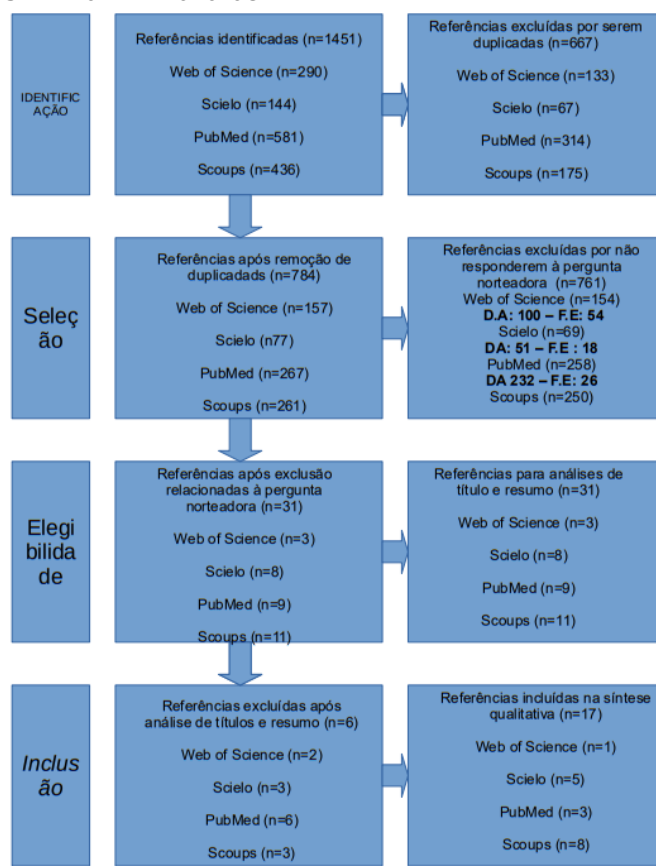 IDENTIFIC
AÇÃO
Referências identificadas (n=1451)
Web of Science (n=290)
Scielo (n=144)
PubMed (n=581)
Scoups (n=436)
Referências excluídas por serem
duplicadas (n=667)
Web of Science (n=133)
Scielo (n=67)
PubMed (n=314)
Scoups (n=175)
Seleç
ão
Referências após remoção de
duplicadads (n=784)
Web of Science (n=157)
Scielo (n77)
PubMed (n=267)
Scoups (n=261)
Referências excluídas por não
responderem à pergunta
norteadora (n=761)
Web of Science (n=154)
D.A: 100 – F.E: 54
Scielo (n=69)
DA: 51 – F.E : 18
PubMed (n=258)
DA 232 – F.E: 26
Scoups (n=250)
Elegi
bilida
de
Referências após exclusão
relacionadas à pergunta
norteadora (n=31)
Web of Science (n=3)
Scielo (n=8)
PubMed (n=9)
Scoups (n=11)
Referências para análises de
título e resumo (n=31)
Web of Science (n=3)
Scielo (n=8)
PubMed (n=9)
Scoups (n=11)
Inclus
ão
Referências excluídas após
análise de títulos e resumo (n=6)
Web of Science (n=2)
Scielo (n=3)
PubMed (n=6)
Scoups (n=3)
Referências incluídas na síntese
qualitativa (n=17)
Web of Science (n=1)
Scielo (n=5)
PubMed (n=3)
Scoups (n=8)